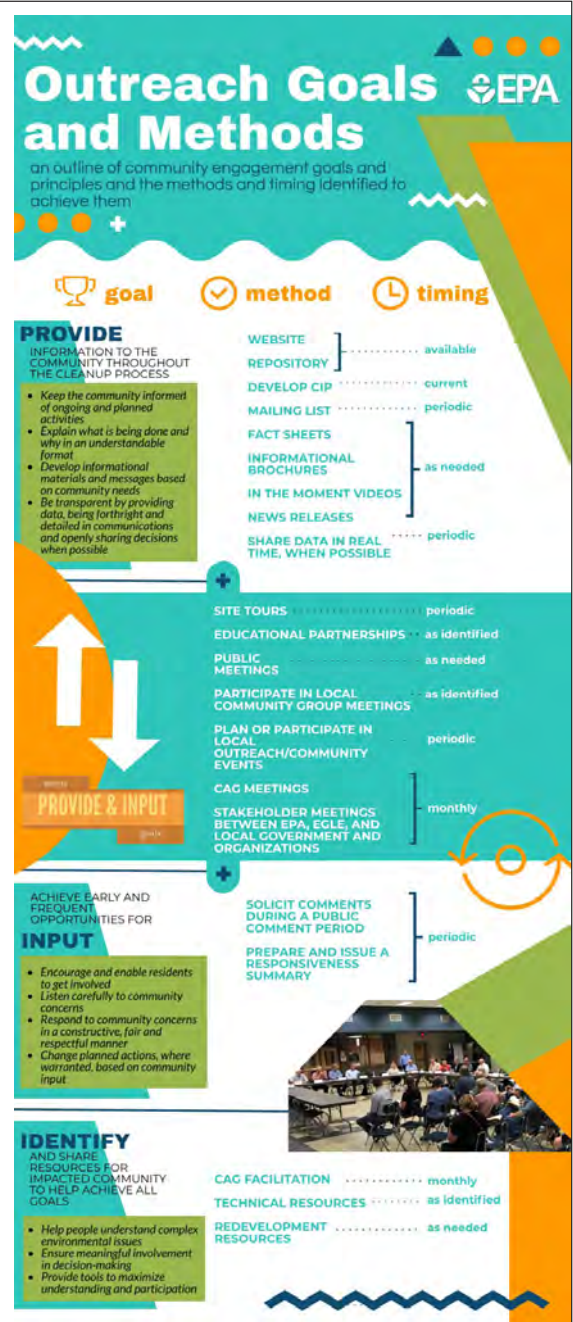 Outreach Goals
and Methods
EPA
an outline of community engagement goals and
principles and the methods and timing identified to
achieve them
goal
method
timing
PROVIDE
INFORMATION TO THE
COMMUNITY THROUGHOUT
THE CLEANUP PROCESS
• Keep the community informed
of ongoing and planned
activities
• Explain what is being done and
why in an understandable
format
• Develop informational
materials and messages based
on community needs
• Be transparent by providing
data, being forthright and
detailed in communications
and openly sharing decisions
when possible
WEBSITE
REPOSITORY
available
DEVELOP CIP
current
MAILING LIST
periodic
FACT SHEETS
INFORMATIONAL
BROCHURES
IN THE MOMENT VIDEOS
NEWS RELEASES
as needed
SHARE DATA IN REAL
TIME, WHEN POSSIBLE
periodic
PROVIDE & INPUT
SITE TOURS
periodic
EDUCATIONAL PARTNERSHIPS
as identified
PUBLIC
MEETINGS
as needed
PARTICIPATE IN LOCAL
COMMUNITY GROUP MEETINGS
as identified
PLAN OR PARTICIPATE IN
LOCAL
OUTREACH/COMMUNITY
EVENTS
periodic
CAG MEETINGS
STAKEHOLDER MEETINGS
BETWEEN EPA, EGLE, AND
LOCAL GOVERNMENT AND
ORGANIZATIONS
monthly
ACHIEVE EARLY AND
FREQUENT
OPPORTUNITIES FOR
INPUT
• Encourage and enable residents
to get involved
• Listen carefully to community
concerns
• Respond to community concerns
in a constructive, fair and
respectful manner
• Change planned actions, where
warranted, based on community
input
SOLICIT COMMENTS
DURING A PUBLIC
COMMENT PERIOD
PREPARE AND ISSUE A
RESPONSIVENESS
SUMMARY
periodic
IDENTIFY
AND SHARE
RESOURCES FOR
IMPACTED COMMUNITY
TO HELP ACHIEVE ALL
GOALS
• Help people understand complex
environmental issues
• Ensure meaningful involvement
in decision-making
• Provide tools to maximize
understanding and participation
CAG FACILITATION
monthly
TECHNICAL RESOURCES
as identified
REDEVELOPMENT
RESOURCES
as needed